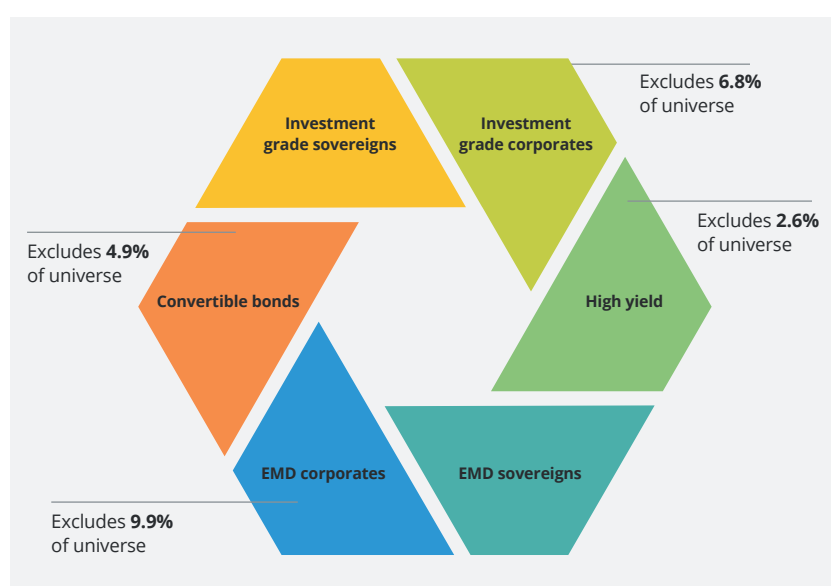 Investment
grade sovereigns
Investment
grade corporates
Excludes 6.8%
of universe
Excludes 2.6%
of universe
Excludes 4.9%
of universe
Convertible bonds
High yield
EMD corporates
EMD sovereigns
Excludes 9.9%
of universe